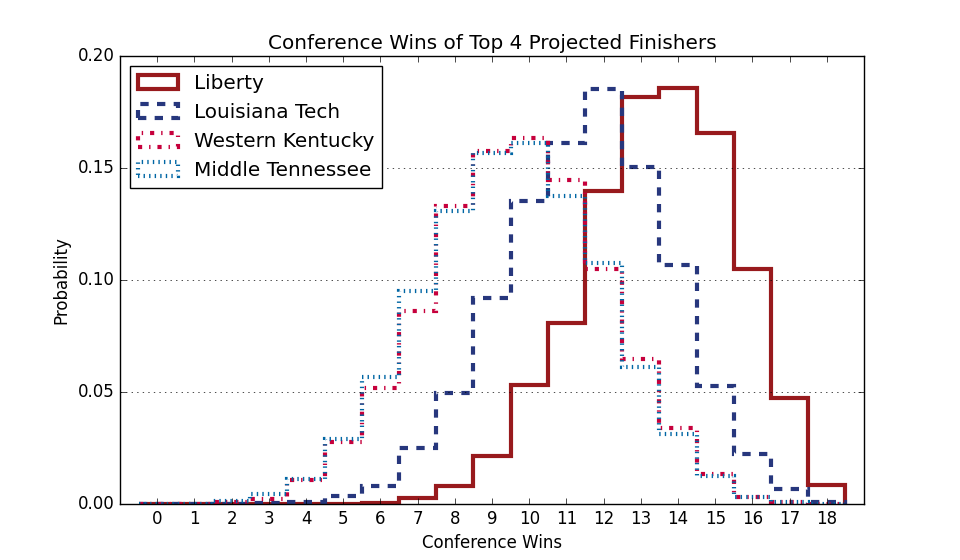 Conference Wins of Top 4 Projected Finishers
0.20
Liberty
Louisiana Tech
Western Kentucky
Middle Tennessee
0.15
0.10
0.05
0.00
Probability
0 1 2 3 4 5 6 7 8 9 10 11 12 13 14 15 16 17 18
Conference Wins